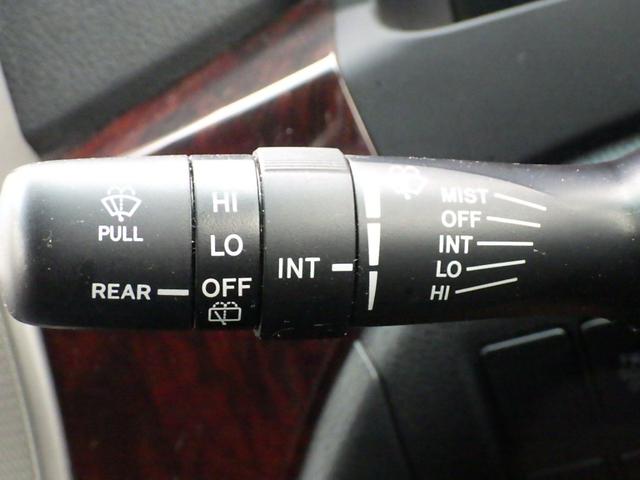 PULL
REAR
HI
LO
OFF
INT
MIST
OFF
INT
LO
HI